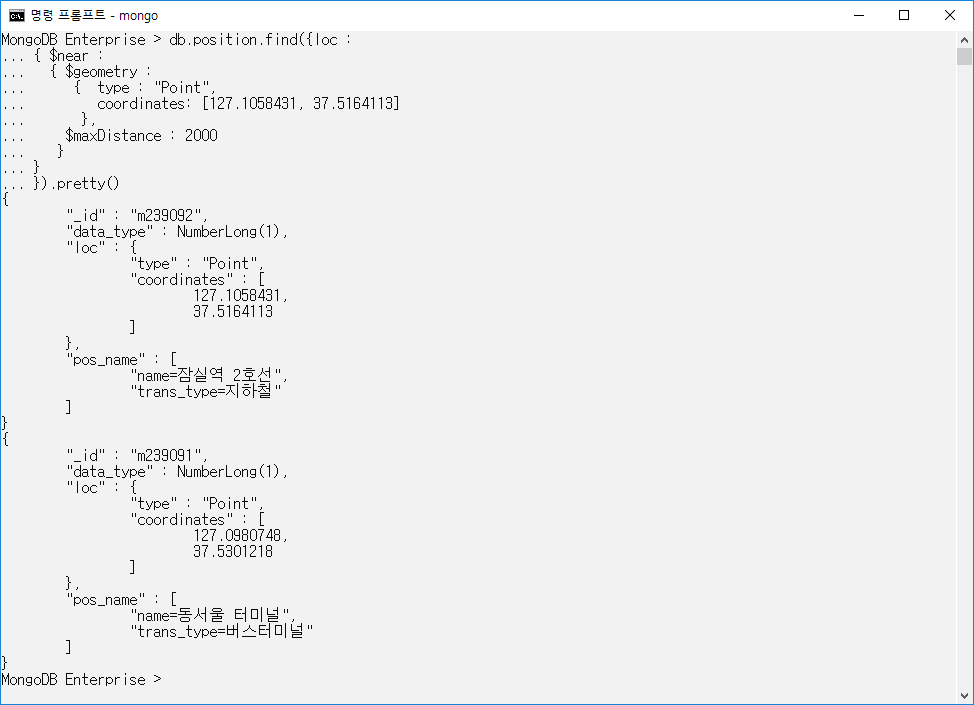 명령 프롬프트 - mongo
MongoDB Enterprise > db.position.find({loc :
... { $near :
...   { $geometry :
...      {  type : "Point",
...         coordinates: [127.1058431, 37.5164113]
...       },
...     $maxDistance : 2000
...    }
... }
... }).pretty()
{
        "_id" : "m239092",
        "data_type" : NumberLong(1),
        "loc" : {
                "type" : "Point",
                "coordinates" : [
                        127.1058431,
                        37.5164113
                ]
        },
        "pos_name" : [
                "name=잠실역 2호선",
                "trans_type=지하철"
        ]
}
{
        "_id" : "m239091",
        "data_type" : NumberLong(1),
        "loc" : {
                "type" : "Point",
                "coordinates" : [
                        127.0980748,
                        37.5301218
                ]
        },
        "pos_name" : [
                "name=동서울 터미널",
                "trans_type=버스터미널"
        ]
}
MongoDB Enterprise >